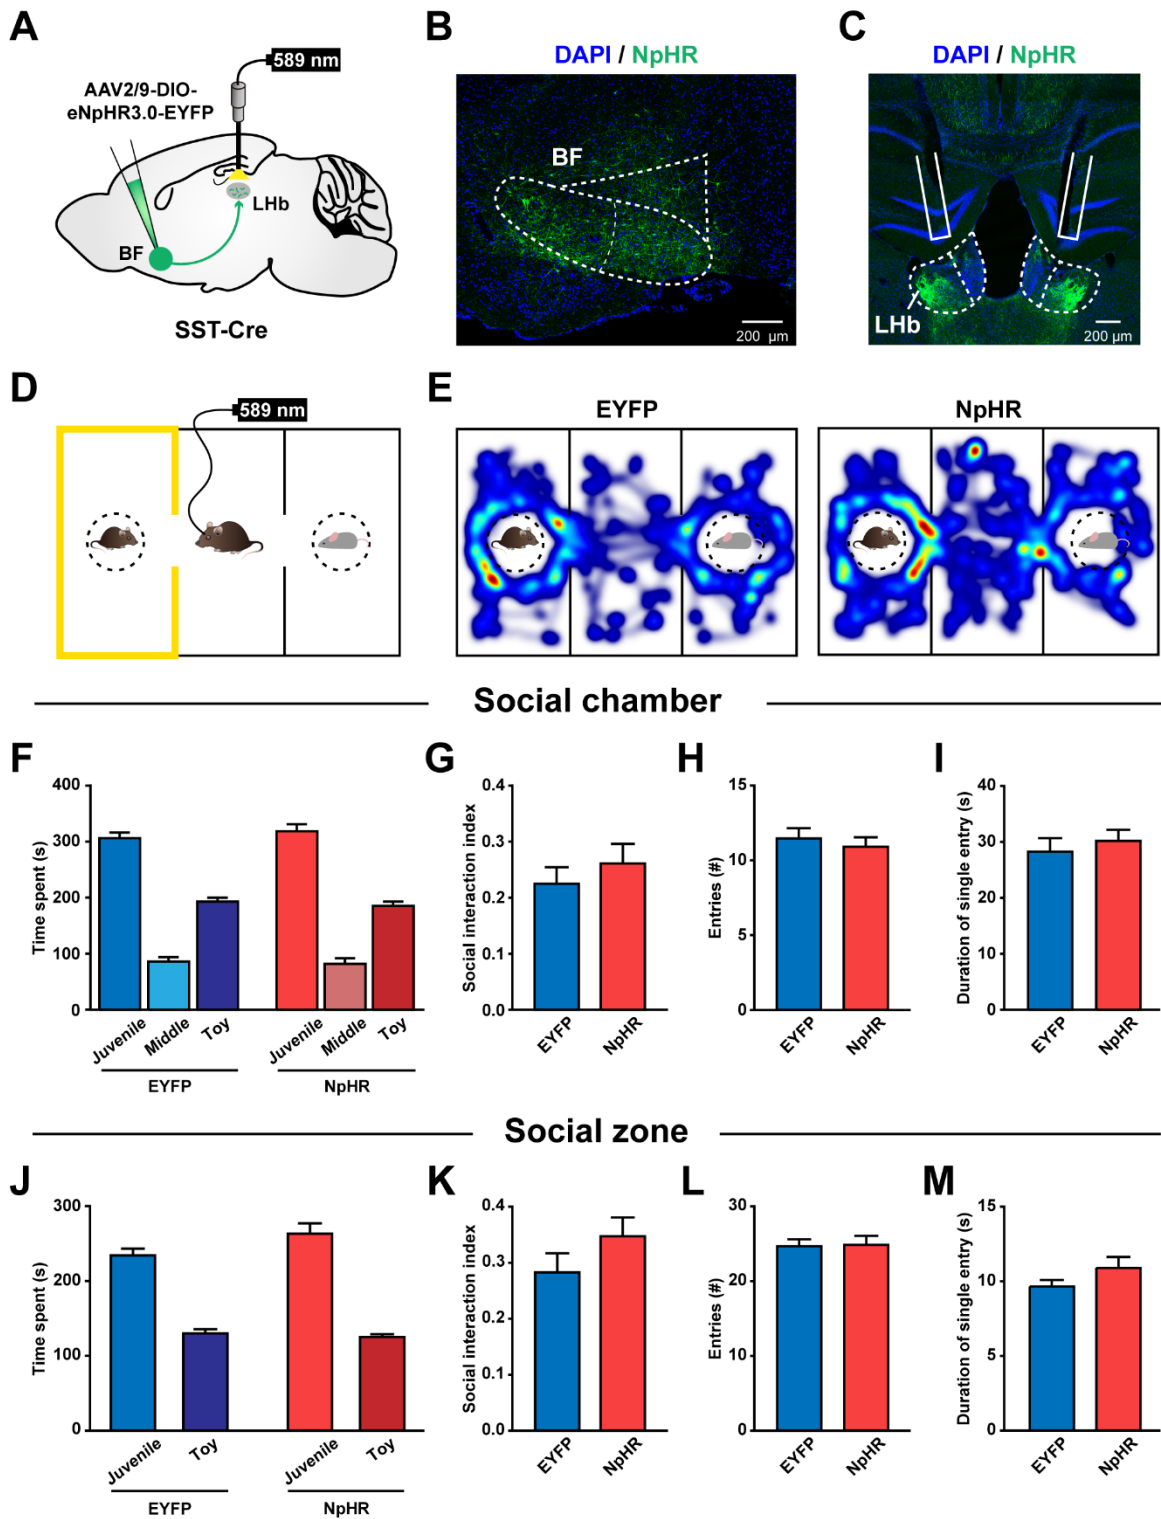 A
589 nm
AAV2/9-DIO-
eNpHR3.0-EYFP
LHb
BF
SST-Cre
B
DAPI / NpHR
BF
200 µm
C
DAPI / NpHR
LHb
200 µm
D
589 nm
E
EYFP
NpHR
Social chamber
F
Time spent (s)
400
300
200
100
0
Juvenile
Middle
Toy
Juvenile
Middle
Toy
EYFP
NpHR
G
Social interaction index
0.4
0.3
0.2
0.1
0.0
EYFP
NpHR
H
Entries (#)
15
10
5
0
EYFP
NpHR
I
Duration of single entry (s)
40
30
20
10
0
EYFP
NpHR
Social zone
J
Time spent (s)
300
200
100
0
Juvenile
Toy
Juvenile
Toy
EYFP
NpHR
K
Social interaction index
0.4
0.3
0.3
0.1
0.0
EYFP
NpHR
L
Entries (#)
30
20
10
0
EYFP
NpHR
M
Duration of single entry (s)
15
10
5
0
EYFP
NpHR